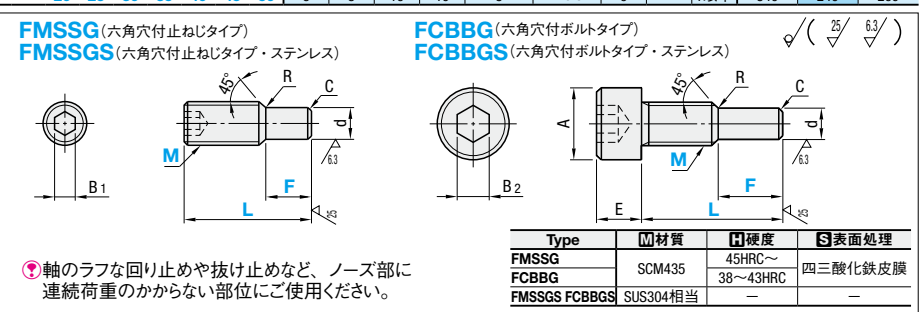 FMSSG(六角穴付止ねじタイプ)
FMSSGS(六角穴付止ねじタイプ・ステンレス)
FCBBG(六角穴付ボルトタイプ)
FCBBGS(六角穴付ボルトタイプ・ステンレス)
( 25 6.3 )
45° R C
d
M
6.3
B1
F
L
25
45° R C
A
d
M
6.3
B2
F
E
L
25
軸のラフな回り止めや抜け止めなど、ノーズ部に
連続荷重のかからない部位にご使用ください。
Type M材質 H硬度 S表面処理
FMSSG SCM435 45HRC～ 四三酸化鉄皮膜
FCBBG 38～43HRC
FMSSGS FCBBGS SUS304相当 － －